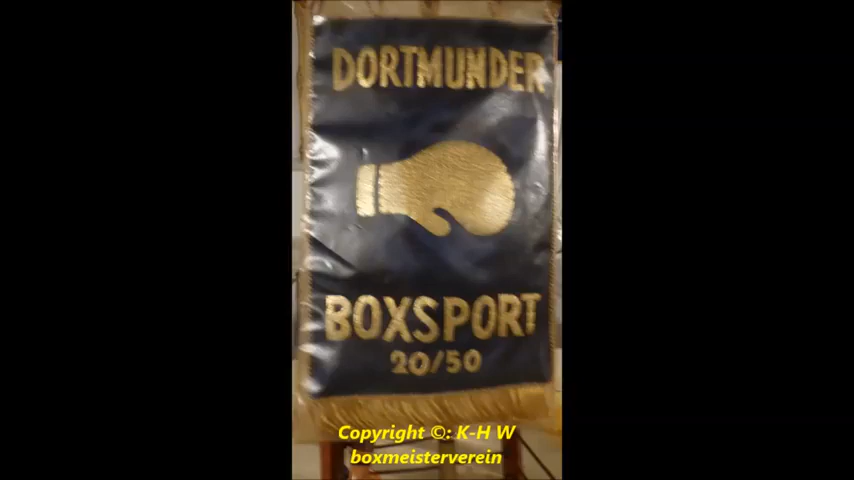 DORTMUNDER
BOXSPORT
20/50
Copyright ©: K-H W
boxmeisterverein